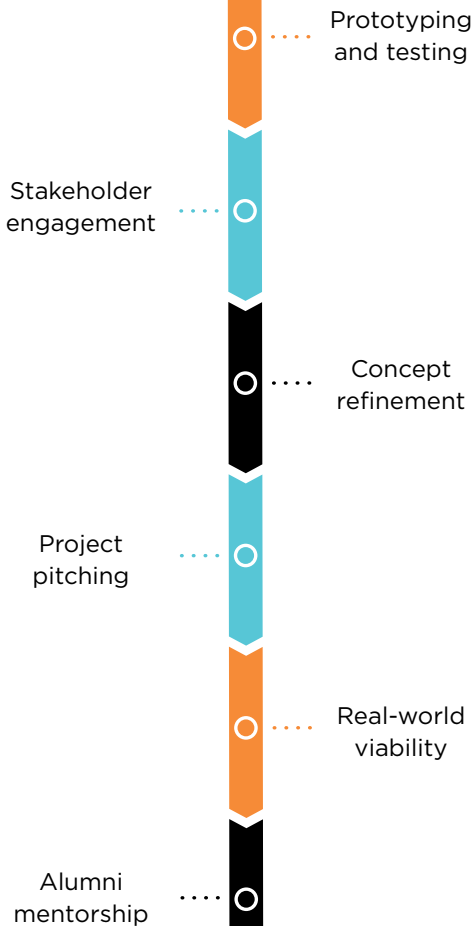 Prototyping
and testing
Stakeholder
engagement
Concept
refinement
Project
pitching
Real-world
viability
Alumni
mentorship